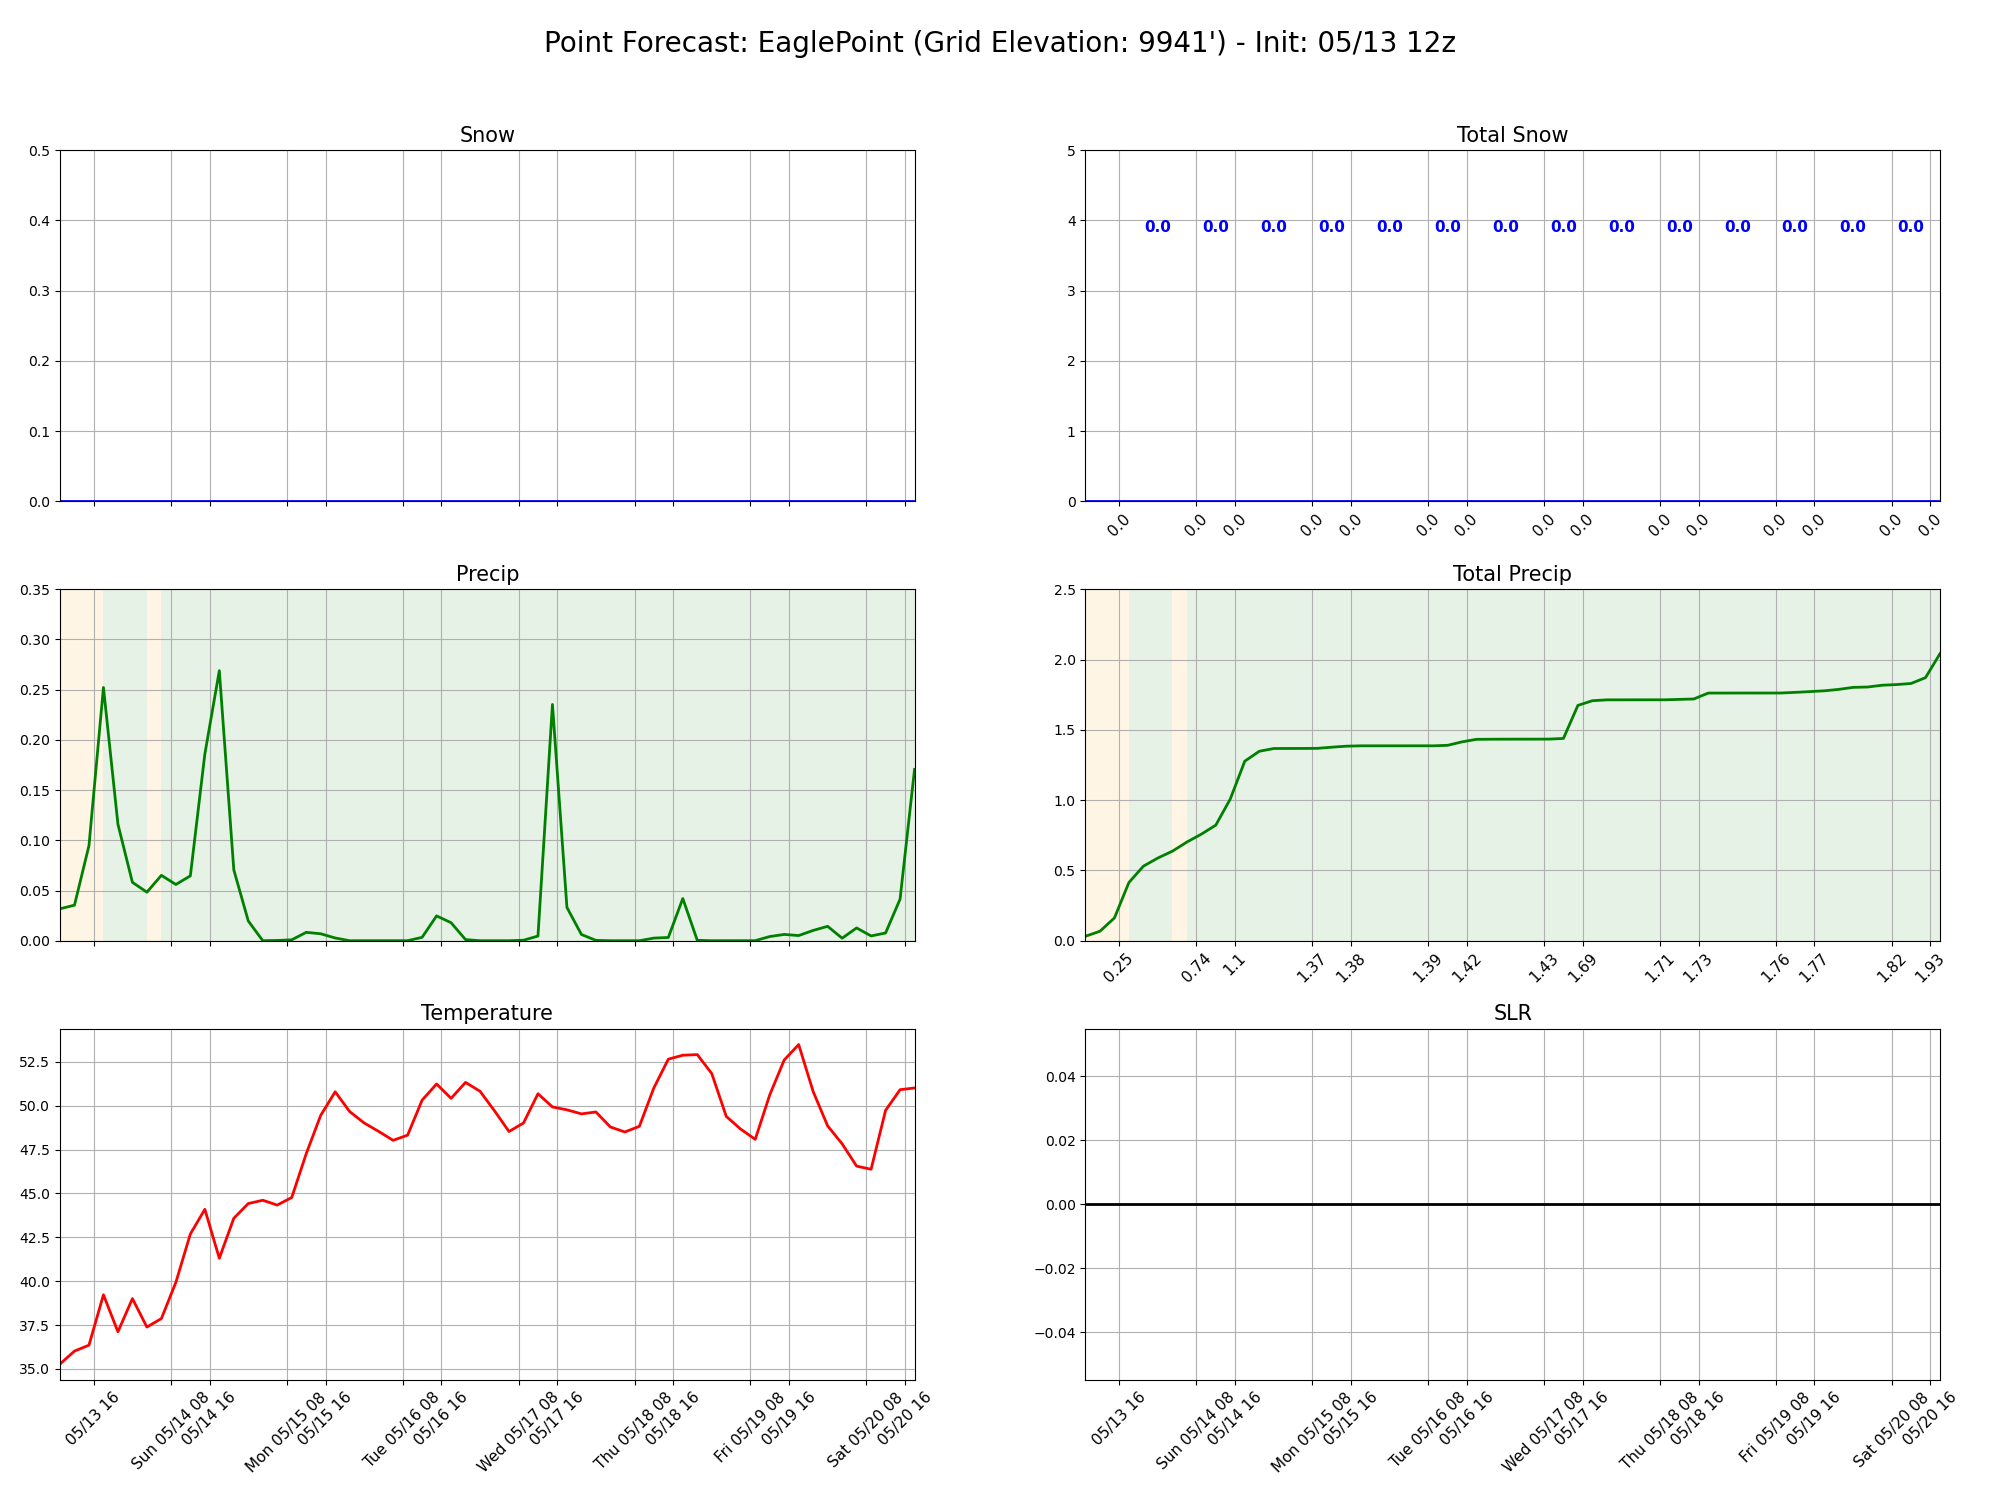 Point Forecast: EaglePoint (Grid Elevation: 9941') - Init: 05/13 12z
Snow
0.5
0.4
0.3
0.2
0.1
0.0
Total Snow
5
4
3
2
1
0
0.0 0.0 0.0 0.0 0.0 0.0 0.0 0.0 0.0 0.0 0.0 0.0 0.0 0.0
0.0 0.0 0.0 0.0 0.0 0.0 0.0 0.0 0.0 0.0 0.0 0.0 0.0 0.0 0.0
Precip
0.35
0.30
0.25
0.20
0.15
0.10
0.05
0.00
Total Precip
2.5
2.0
1.5
1.0
0.5
0.0
0.25 0.74 1.1 1.37 1.38 1.39 1.42 1.43 1.69 1.71 1.73 1.76 1.77 1.82 1.93
Temperature
52.5
50.0
47.5
45.0
42.5
40.0
37.5
35.0
05/13 16
Sun 05/14 08
05/14 16
Mon 05/15 08
05/15 16
Tue 05/16 08
05/16 16
Wed 05/17 08
05/17 16
Thu 05/18 08
05/18 16
Fri 05/19 08
05/19 16
Sat 05/20 08
05/20 16
SLR
0.04
0.02
0.00
−0.02
−0.04
05/13 16
Sun 05/14 08
05/14 16
Mon 05/15 08
05/15 16
Tue 05/16 08
05/16 16
Wed 05/17 08
05/17 16
Thu 05/18 08
05/18 16
Fri 05/19 08
05/19 16
Sat 05/20 08
05/20 16